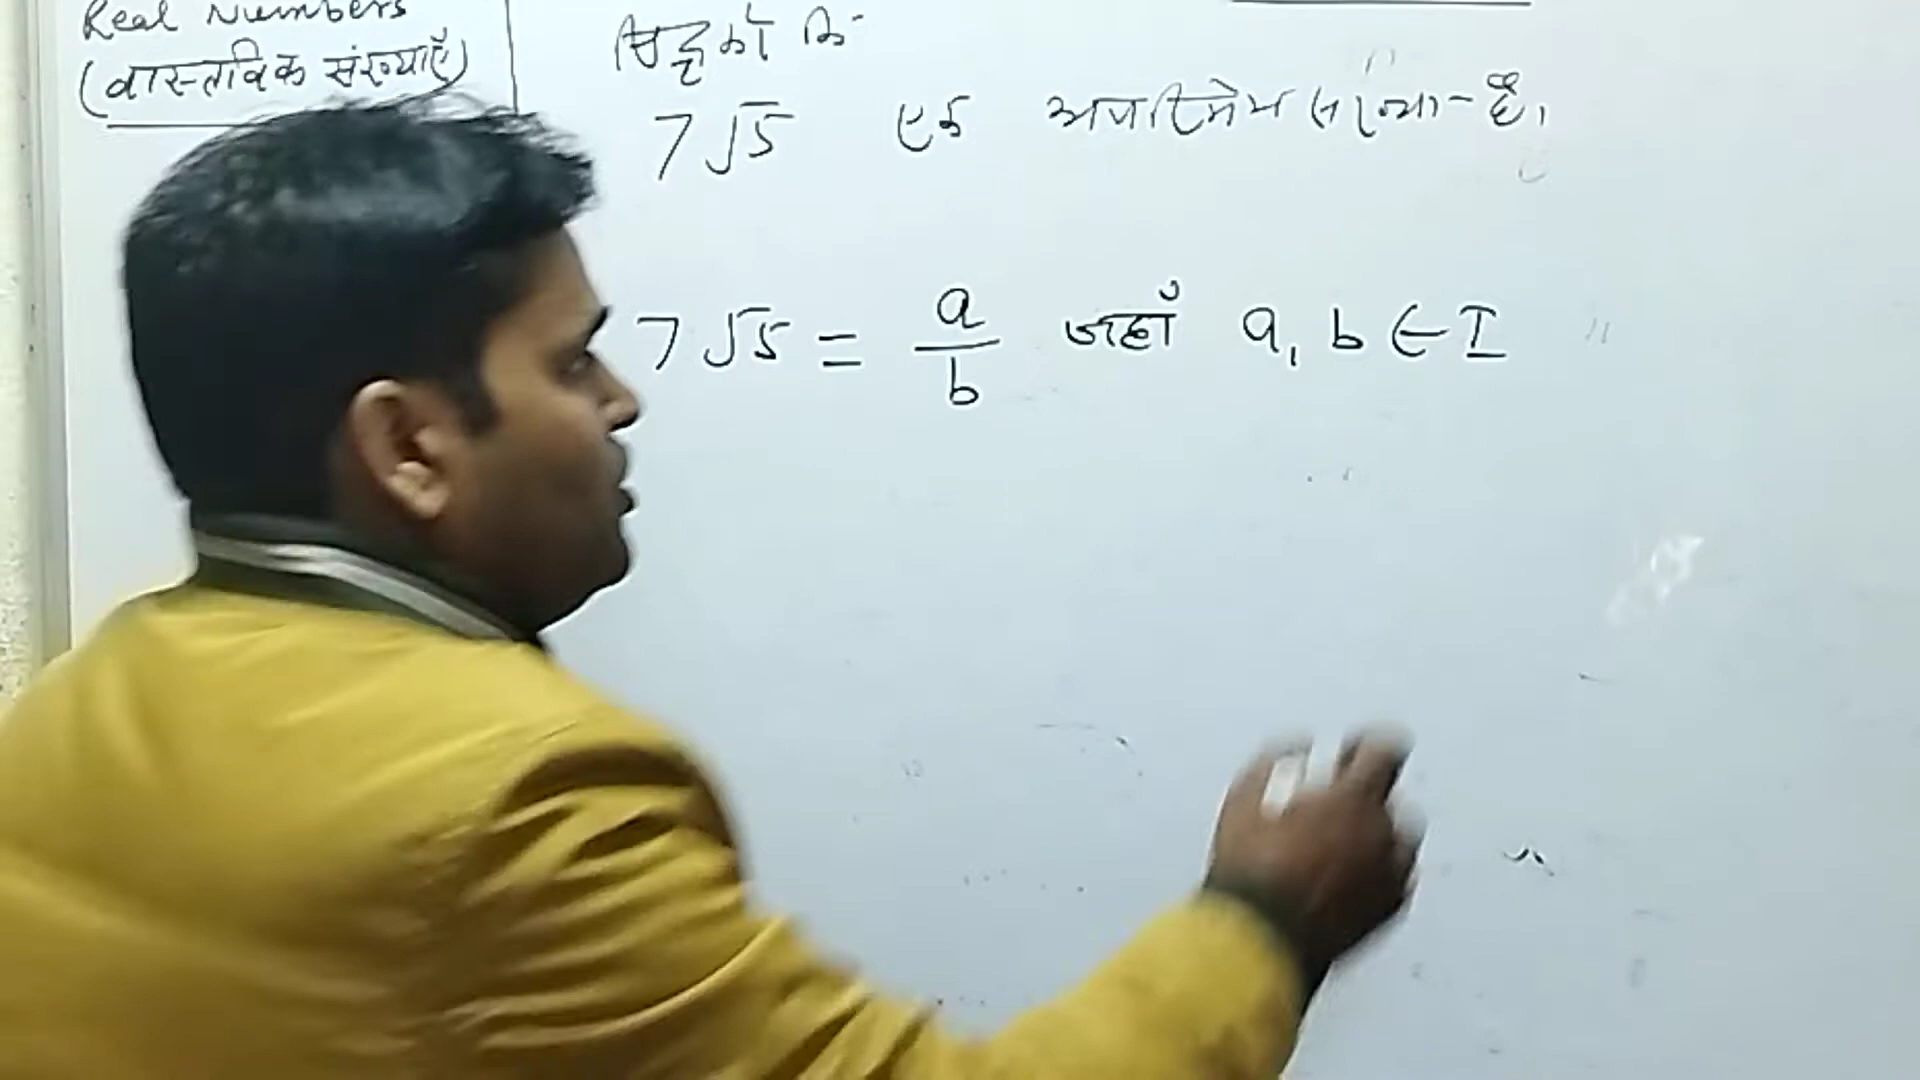 Real Numbers
(वास्तविक संख्याएँ)
सिद्ध करो कि
7√5 एक अपरिमेय संख्या है।
7√5 = a/b जहाँ a, b ∈ I